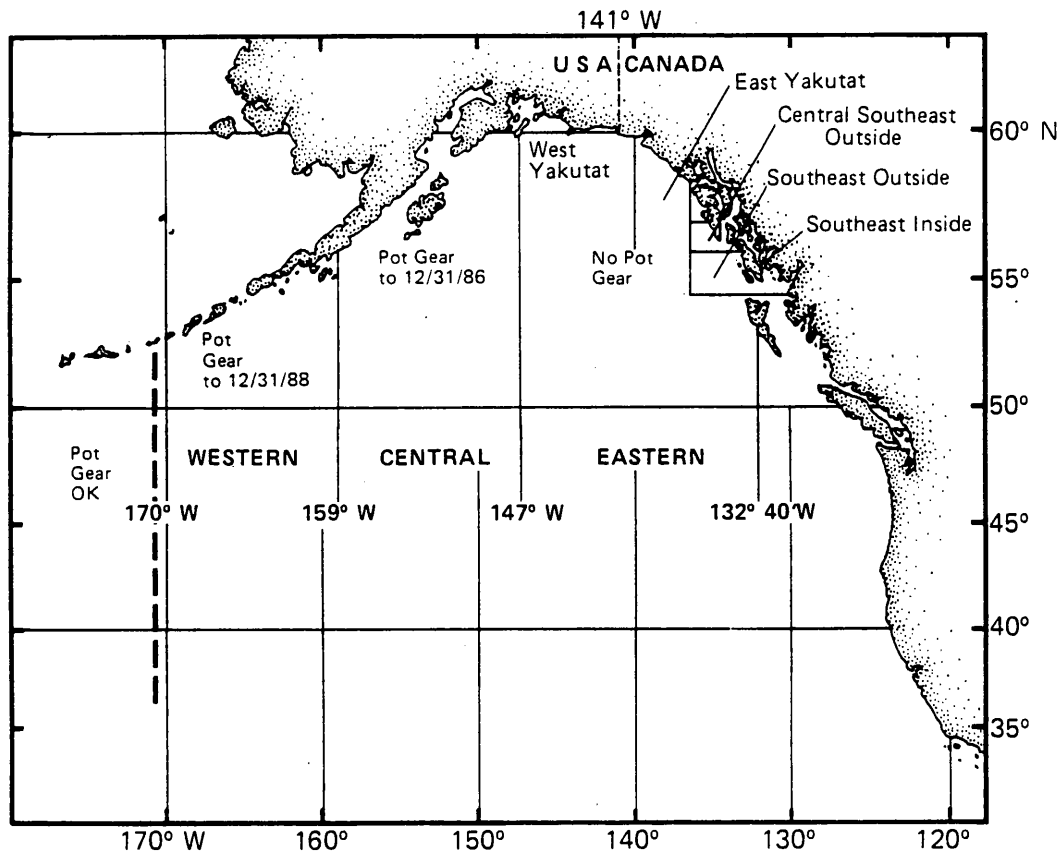 141° W
USA CANADA
East Yakutat
Central Southeast
Outside
Southeast Outside
Southeast Inside
West
Yakutat
60° N
Pot Gear
to 12/31/86
No Pot
Gear
55°
Pot
Gear
to 12/31/88
50°
Pot
Gear
OK
WESTERN
CENTRAL
EASTERN
170° W
159° W
147° W
132° 40'W
45°
40°
35°
170° W
160°
150°
140°
130°
120°